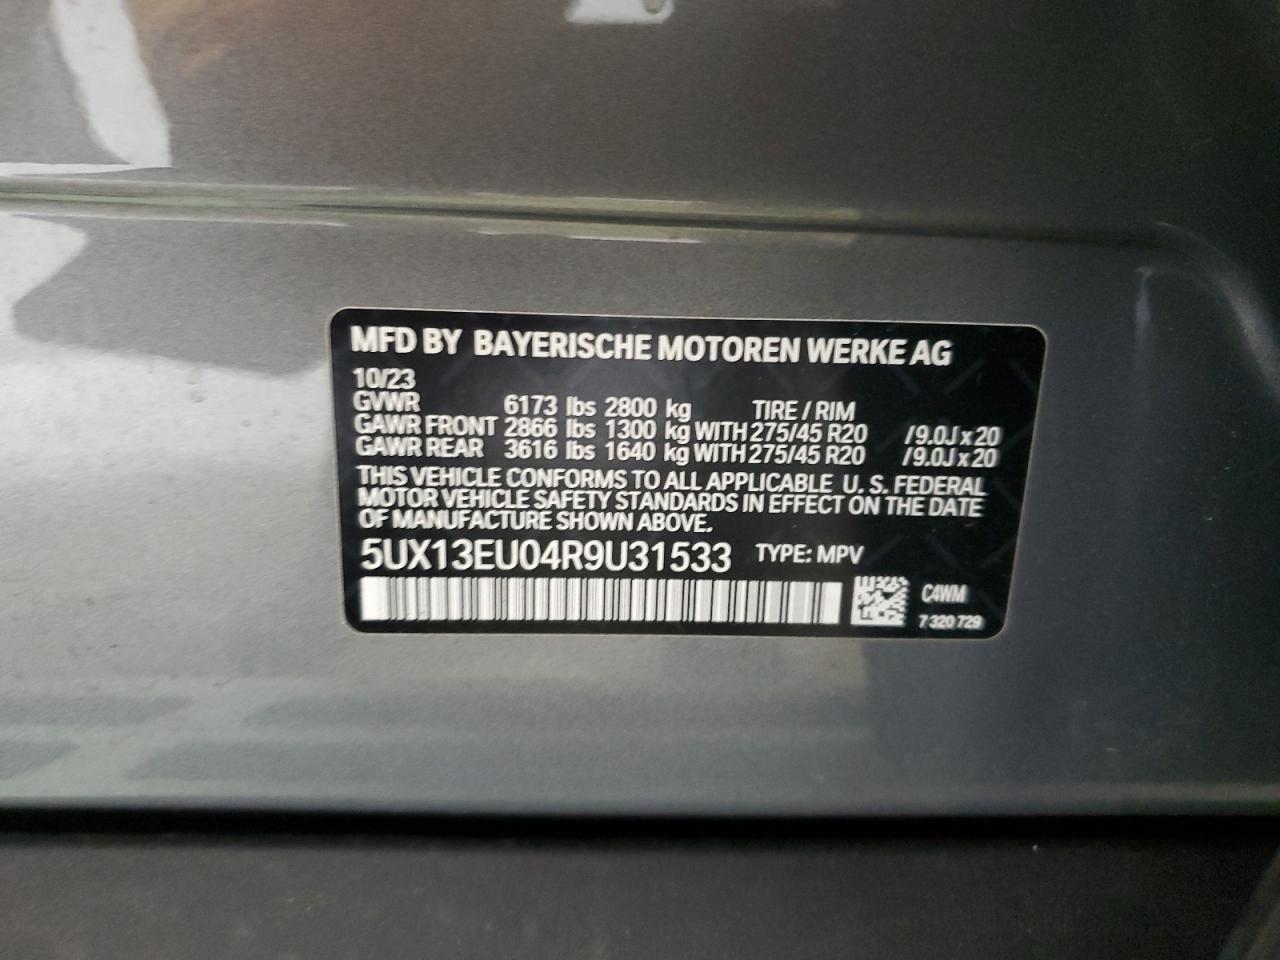 MFD BY BAYERISCHE MOTOREN WERKE AG
10/23
GVWR 6173 lbs 2800 kg TIRE / RIM
GAWR FRONT 2866 lbs 1300 kg WITH 275/45 R20 /9.0J x 20
GAWR REAR 3616 lbs 1640 kg WITH 275/45 R20 /9.0J x 20
THIS VEHICLE CONFORMS TO ALL APPLICABLE U. S. FEDERAL
MOTOR VEHICLE SAFETY STANDARDS IN EFFECT ON THE DATE
OF MANUFACTURE SHOWN ABOVE.
5UX13EU04R9U31533 TYPE: MPV
C4WM
7 320 729